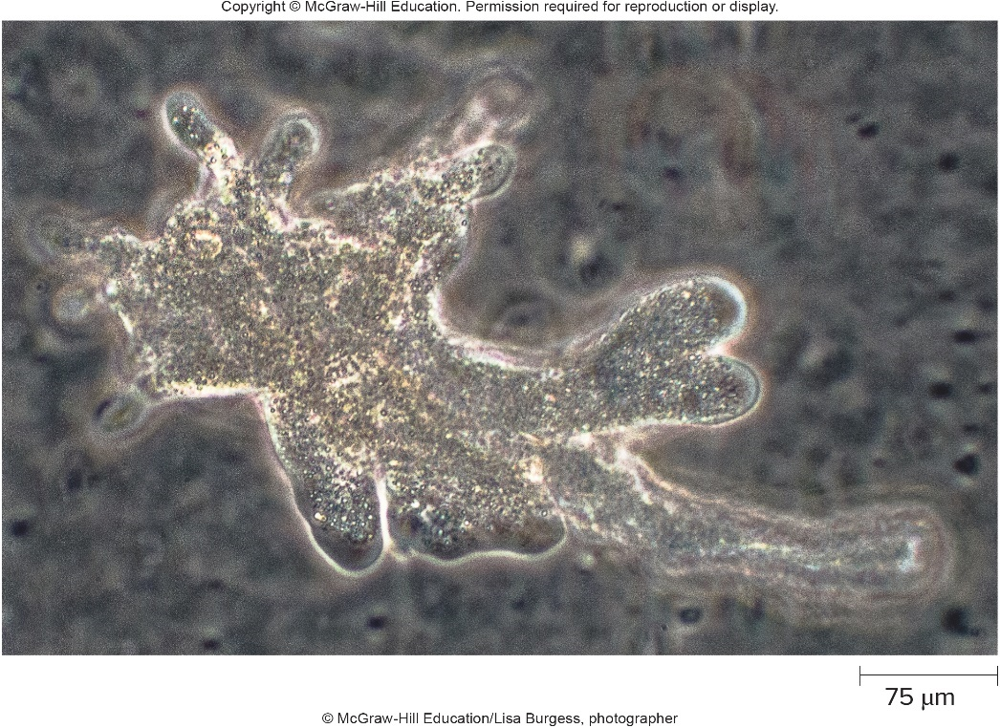 Copyright © McGraw-Hill Education. Permission required for reproduction or display.
75 μm
© McGraw-Hill Education/Lisa Burgess, photographer